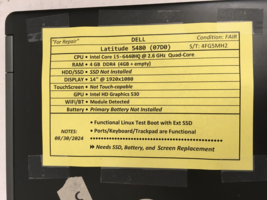 "For Repair"
DELL
Condition: FAIR
Latitude 5480 (07D0)
S/T: 4FG5MH2
CPU • Intel Core i5-6440HQ @ 2.6 GHz Quad-Core
RAM • 4 GB DDR4 (4GB + empty)
HDD/SSD • SSD Not Installed
DISPLAY • 14" @ 1920x1080
TouchScreen • Not Touch-capable
GPU • Intel HD Graphics 530
WiFi/BT • Module Detected
Battery • Primary Battery Not Installed
• Functional Linux Test Boot with Ext SSD
• Ports/Keyboard/Trackpad are Functional
NOTES:
08/30/2024
Needs SSD, Battery, and Screen Replacement